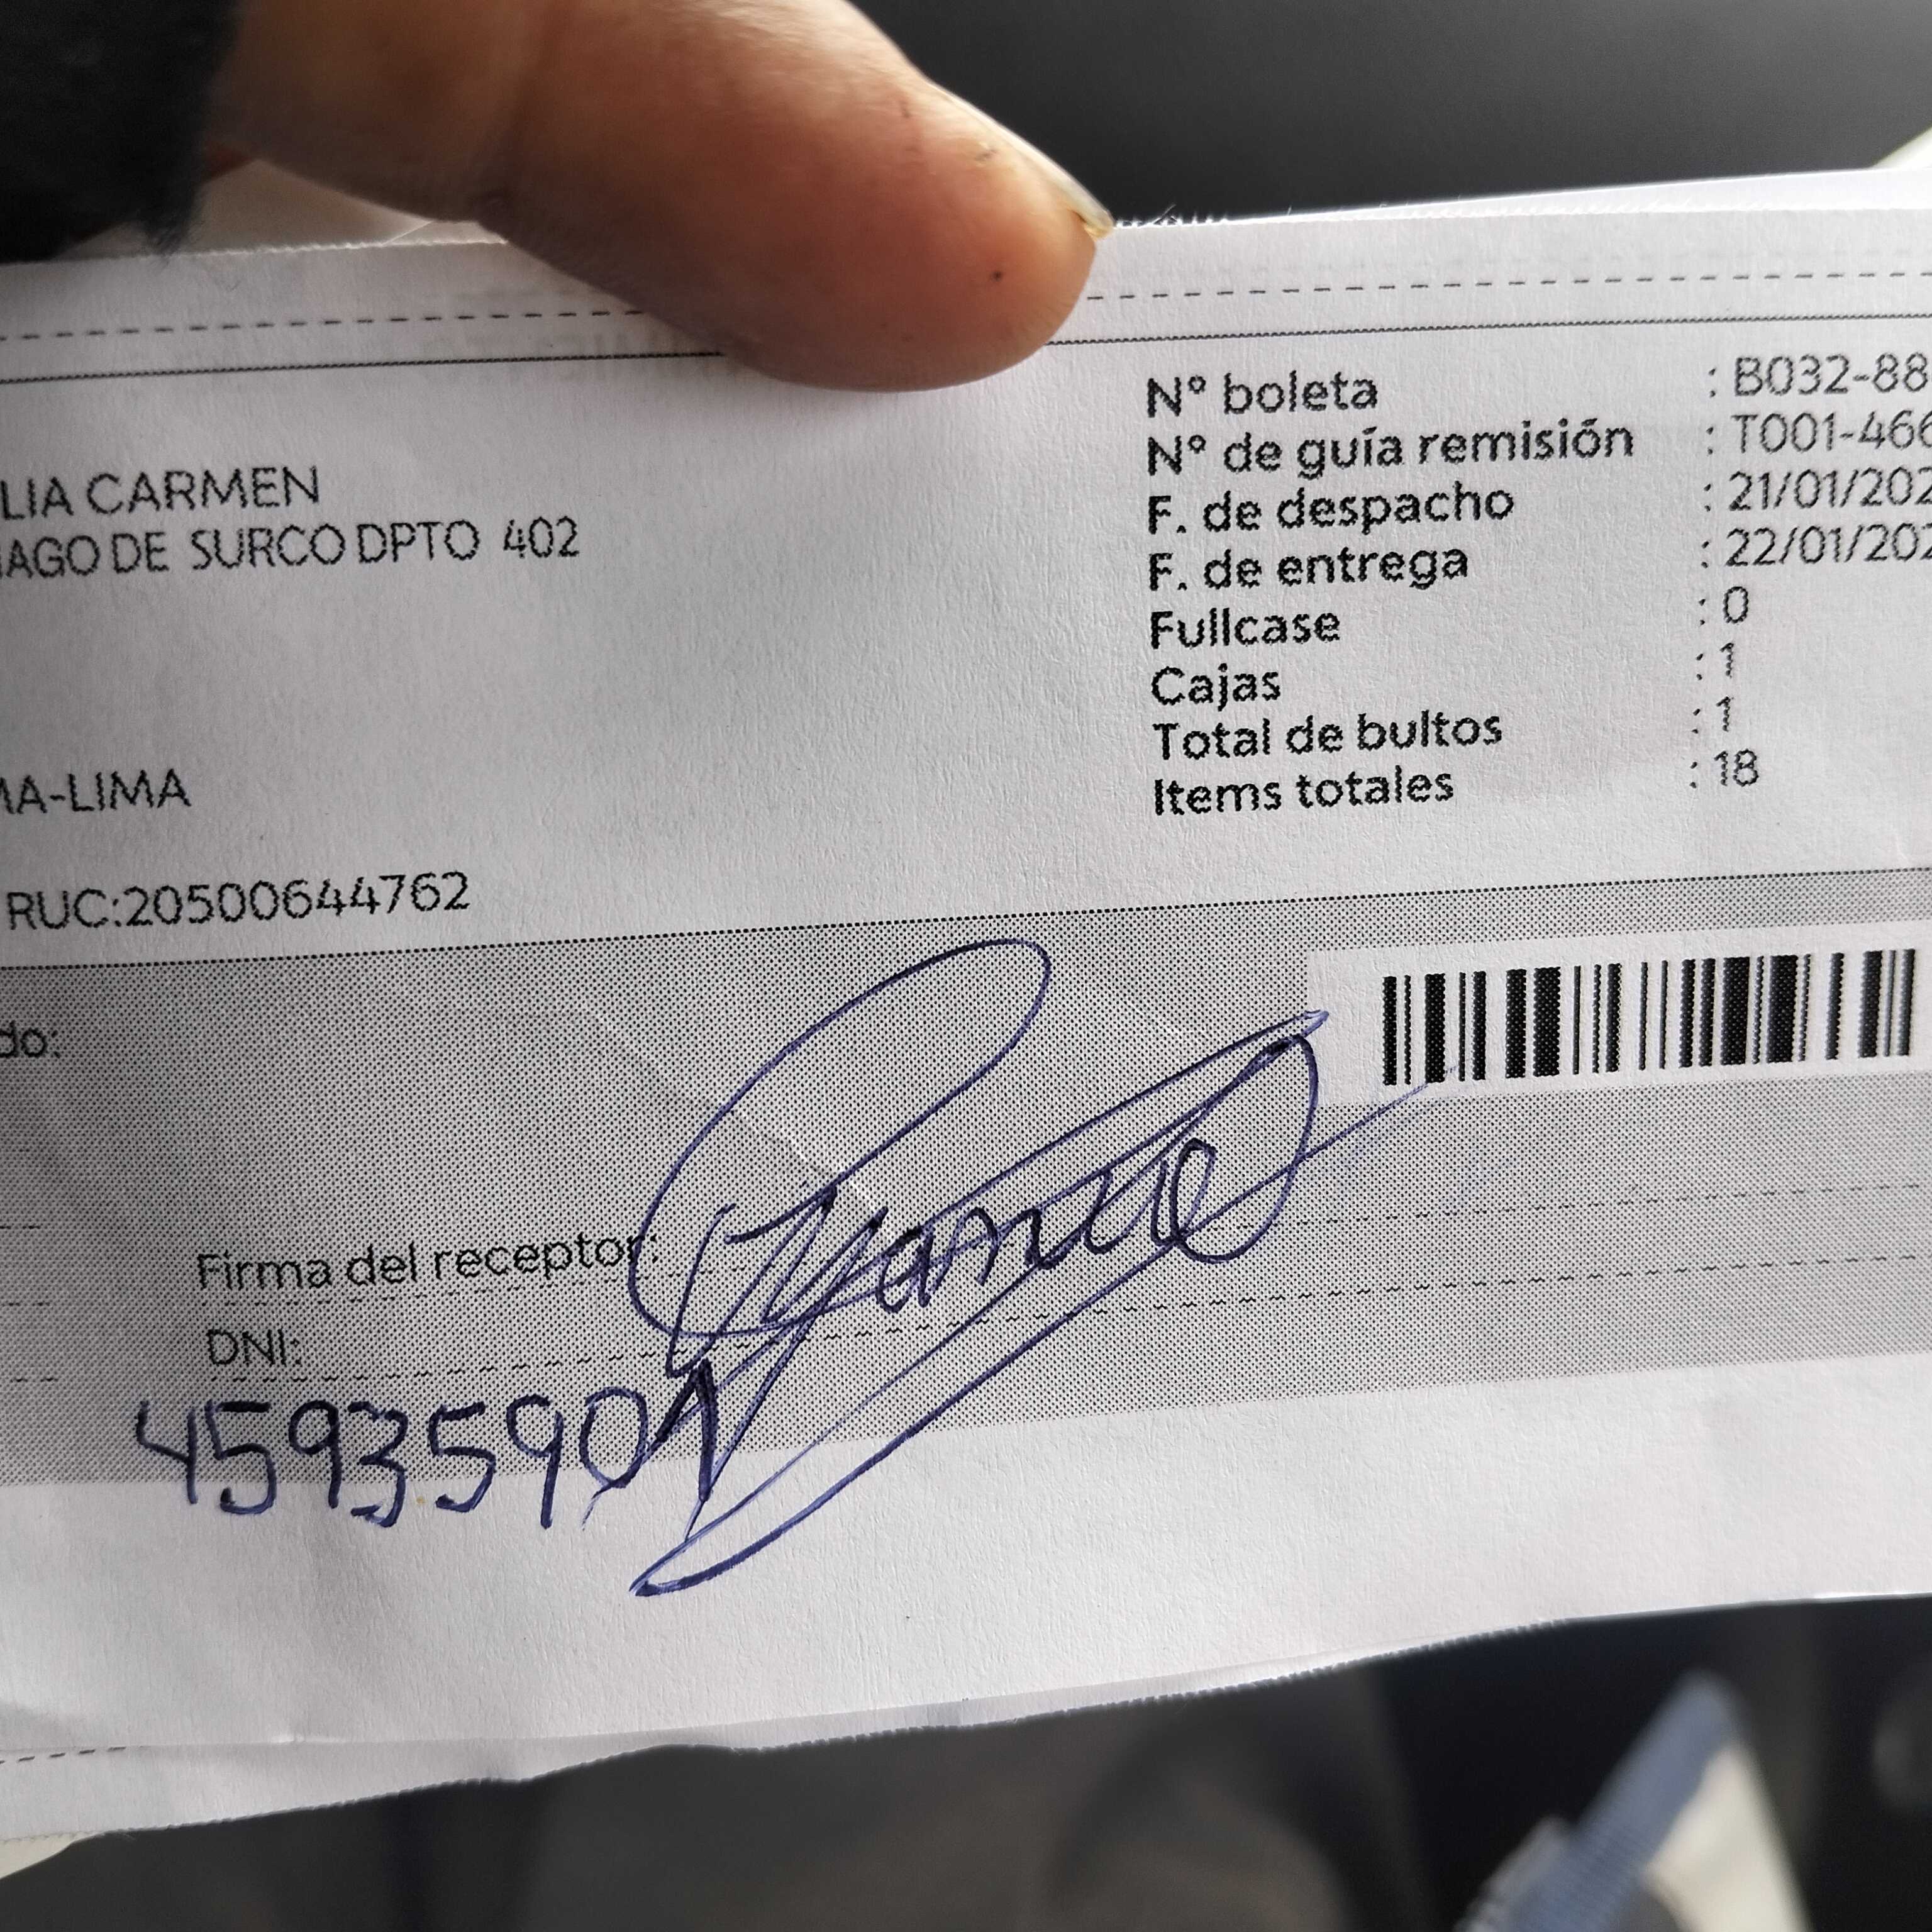 LIA CARMEN
IAGO DE SURCO DPTO 402
MA-LIMA
RUC:20500644762
Nº boleta : B032-88
Nº de guía remisión : T001-466
F. de despacho : 21/01/202
F. de entrega : 22/01/202
Fullcase : 0
Cajas : 1
Total de bultos : 1
Items totales : 18
do:
Firma del receptor:
DNI:
45935901